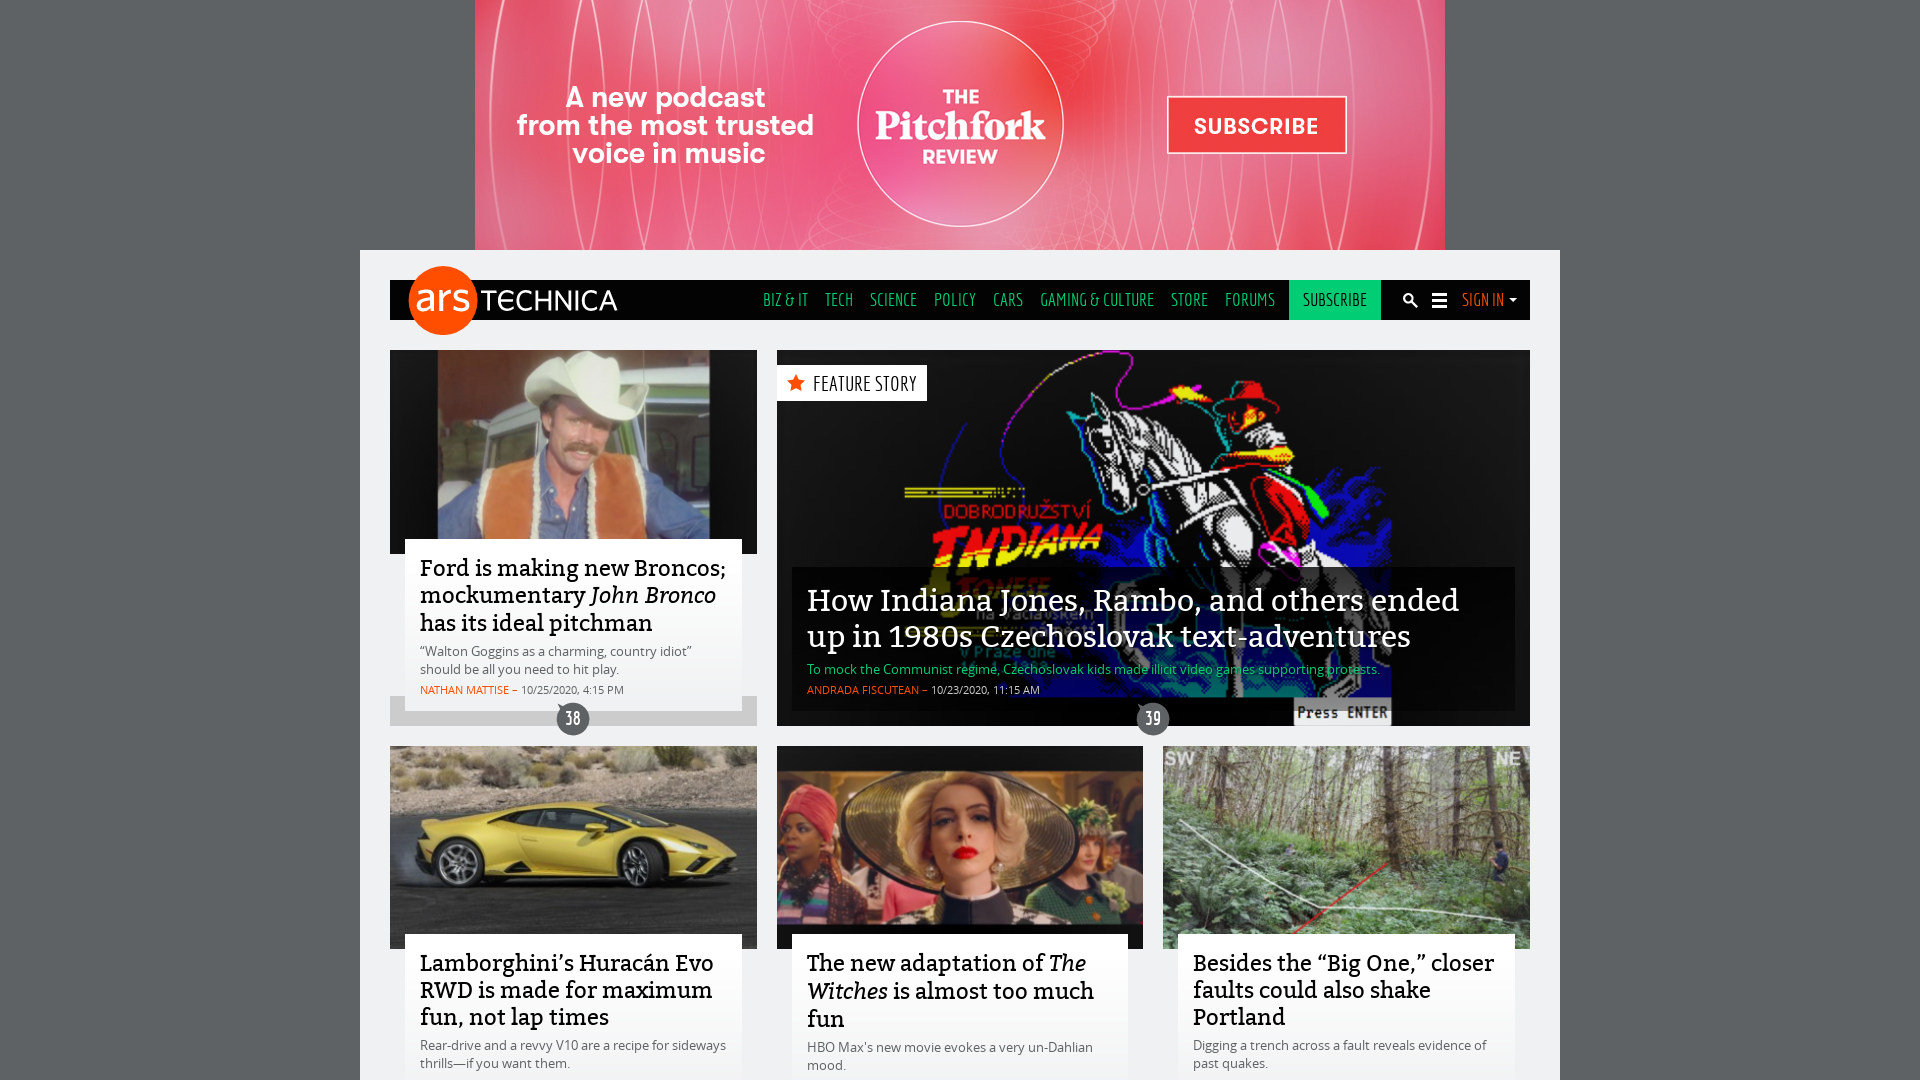 A new podcast
from the most trusted
voice in music
THE
Pitchfork
REVIEW
SUBSCRIBE
ars TECHNICA
BIZ & IT TECH SCIENCE POLICY CARS GAMING & CULTURE STORE FORUMS SUBSCRIBE SIGN IN
Ford is making new Broncos;
mockumentary John Bronco
has its ideal pitchman
“Walton Goggins as a charming, country idiot”
should be all you need to hit play.
NATHAN MATTISE – 10/25/2020, 4:15 PM
38
FEATURE STORY
DOBRODRUŽSTVÍ
INDIANA
JONESE
na Václavském
náměstí
v Praze dne
How Indiana Jones, Rambo, and others ended
up in 1980s Czechoslovak text-adventures
To mock the Communist regime, Czechoslovak kids made illicit video games supporting protests.
ANDRADA FISCUTEAN – 10/23/2020, 11:15 AM
Press ENTER
39
Lamborghini’s Huracán Evo
RWD is made for maximum
fun, not lap times
Rear-drive and a revvy V10 are a recipe for sideways
thrills—if you want them.
The new adaptation of The
Witches is almost too much
fun
HBO Max's new movie evokes a very un-Dahlian
mood.
SW NE
Besides the “Big One,” closer
faults could also shake
Portland
Digging a trench across a fault reveals evidence of
past quakes.